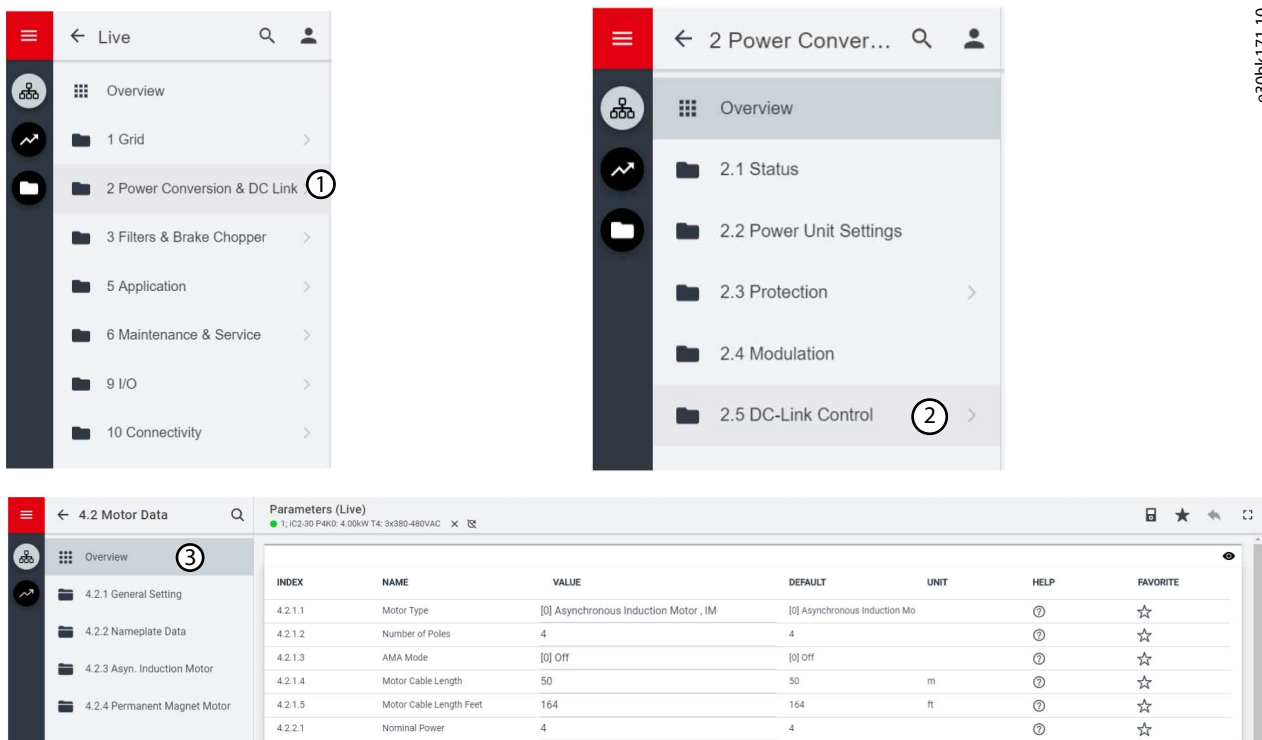 Live
Overview
1 Grid
2 Power Conversion & DC Link
1
3 Filters & Brake Chopper
5 Application
6 Maintenance & Service
9 I/O
10 Connectivity
2 Power Conver...
Overview
2.1 Status
2.2 Power Unit Settings
2.3 Protection
2.4 Modulation
2.5 DC-Link Control
2
e30bk171.10
4.2 Motor Data
Overview
3
4.2.1 General Setting
4.2.2 Nameplate Data
4.2.3 Asyn. Induction Motor
4.2.4 Permanent Magnet Motor
Parameters (Live)
1; iC2-30 P4K0: 4.00kW T4: 3x380-480VAC
INDEX NAME VALUE DEFAULT UNIT HELP FAVORITE
4.2.1.1 Motor Type [0] Asynchronous Induction Motor , IM [0] Asynchronous Induction Mo
4.2.1.2 Number of Poles 4 4
4.2.1.3 AMA Mode [0] Off [0] Off
4.2.1.4 Motor Cable Length 50 50 m
4.2.1.5 Motor Cable Length Feet 164 164 ft
4.2.2.1 Nominal Power 4 4